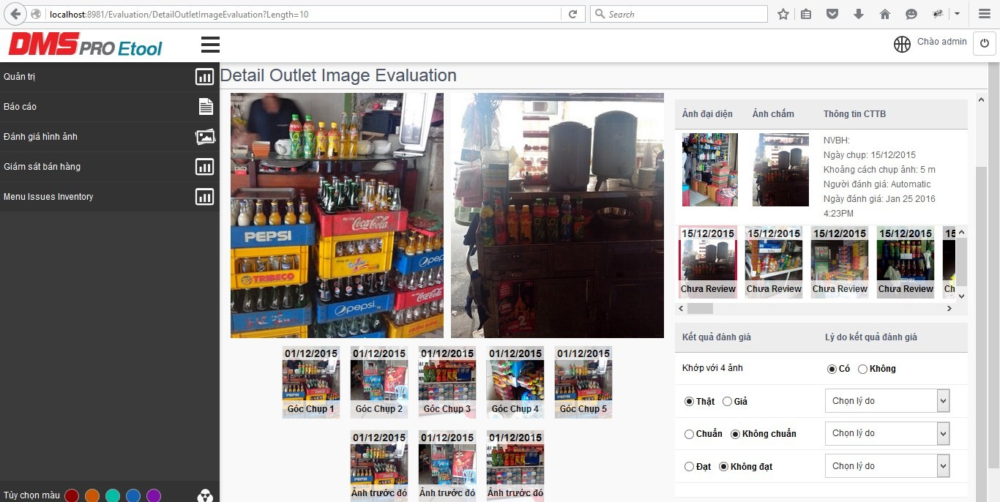 localhost:8981/Evaluation/DetailOutletImageEvaluation?Length=10
Search
DMS PRO Etool
Chào admin
Quản trị
Báo cáo
Đánh giá hình ảnh
Giám sát bán hàng
Menu Issues Inventory
Tùy chọn màu
Detail Outlet Image Evaluation
PEPSI
TRIBECO
Coca-Cola
pepsi
pepsi.
Coca-Cola
01/12/2015 01/12/2015 01/12/2015 01/12/2015 01/12/2015
Góc Chụp 1 Góc Chụp 2 Góc Chụp 3 Góc Chụp 4 Góc Chụp 5
01/12/2015 01/12/2015 01/12/2015
Ảnh trước đó Ảnh trước đó Ảnh trước đó
Ảnh đại diện Ảnh chấm Thông tin CTTB
NVBH:
Ngày chụp: 15/12/2015
Khoảng cách chụp ảnh: 5 m
Người đánh giá: Automatic
Ngày đánh giá: Jan 25 2016
4:23PM
15/12/2015 15/12/2015 15/12/2015 15/12/2015 15
Chưa Review Chưa Review Chưa Review Chưa Review Ch
Kết quả đánh giá Lý do kết quả đánh giá
Khớp với 4 ảnh Có Không
Thật Giả Chọn lý do
Chuẩn Không chuẩn Chọn lý do
Đạt Không đạt Chọn lý do